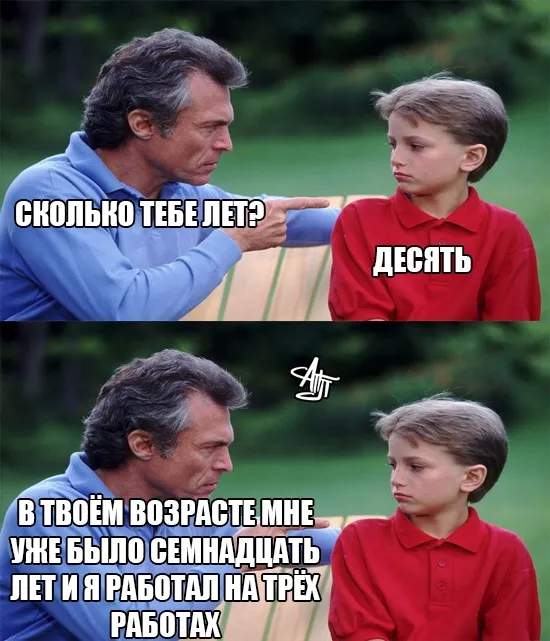 СКОЛЬКО ТЕБЕ ЛЕТ?
ДЕСЯТЬ
В ТВОЁМ ВОЗРАСТЕ МНЕ
УЖЕ БЫЛО СЕМНАДЦАТЬ
ЛЕТ И Я РАБОТАЛ НА ТРЁХ
РАБОТАХ